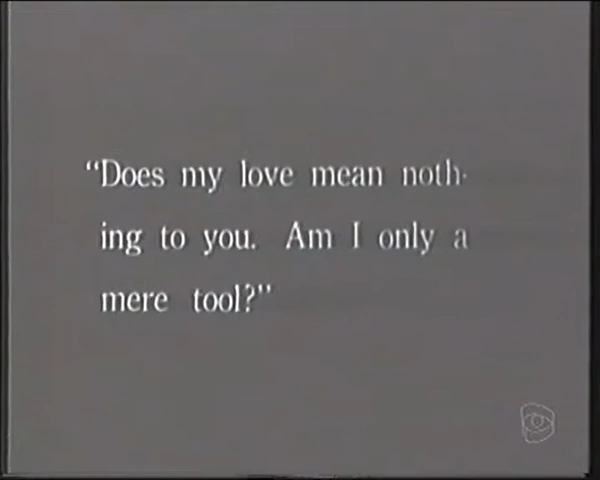 “Does my love mean noth-
ing to you. Am I only a
mere tool?”